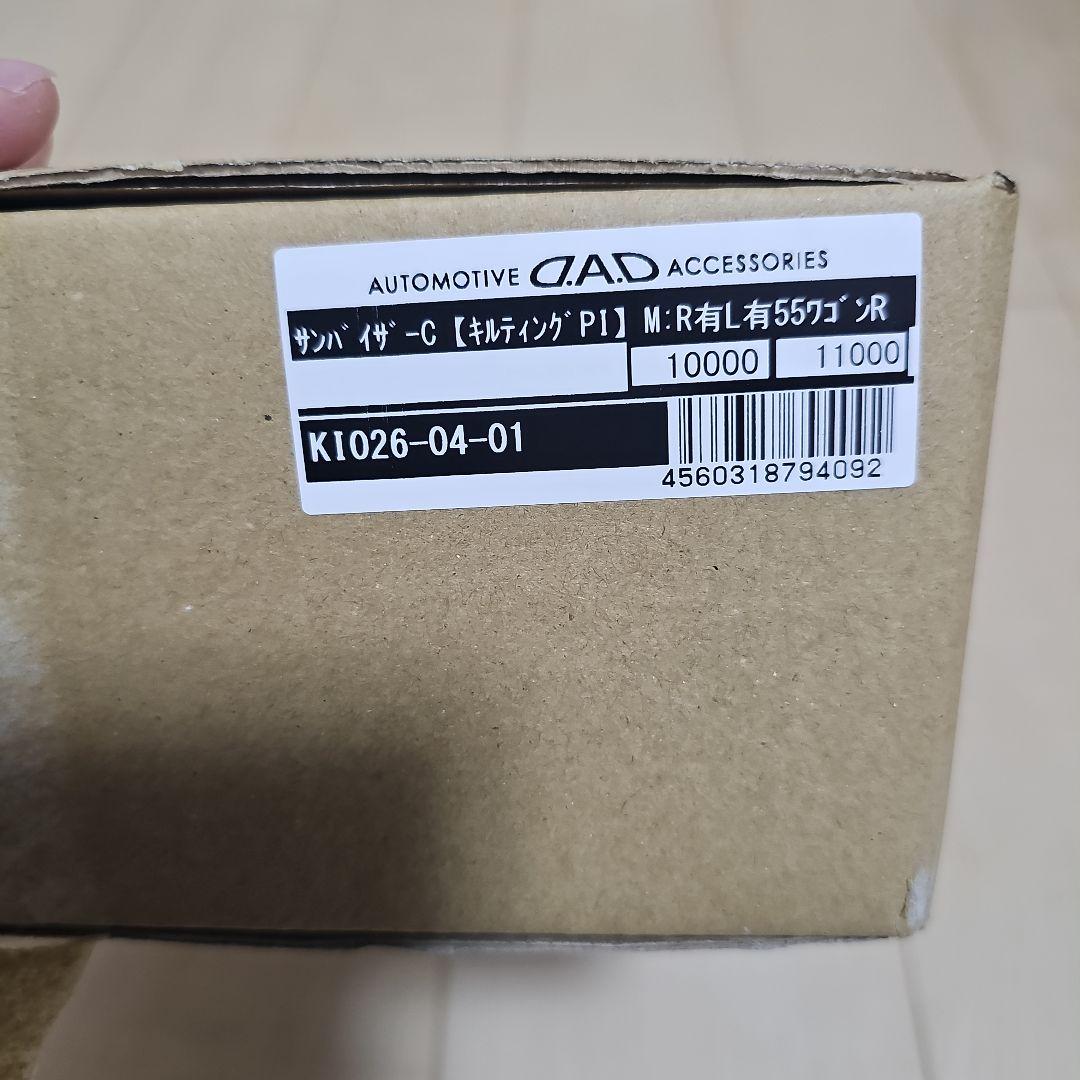 AUTOMOTIVE D.A.D ACCESSORIES
ｻﾝﾊﾞｲｻﾞｰC【ｷﾙﾃｨﾝｸﾞPI】M:R有L有55ﾜｺﾞﾝR
10000 11000
KI026-04-01
4560318794092